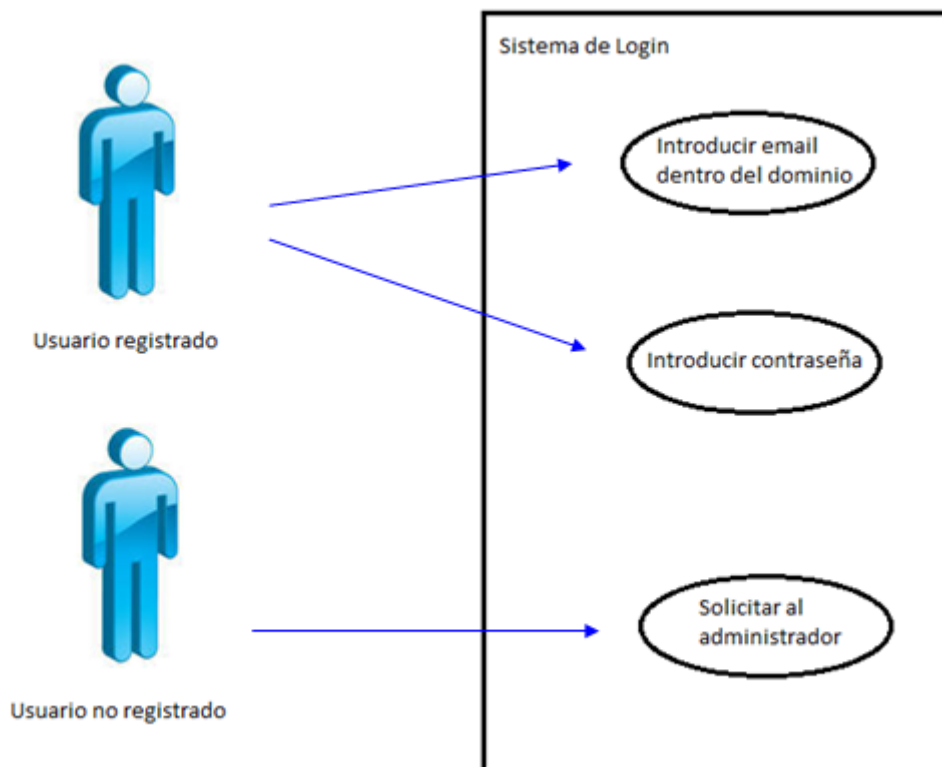 Sistema de Login
Introducir email
dentro del dominio
Usuario registrado
Introducir contraseña
Solicitar al
administrador
Usuario no registrado